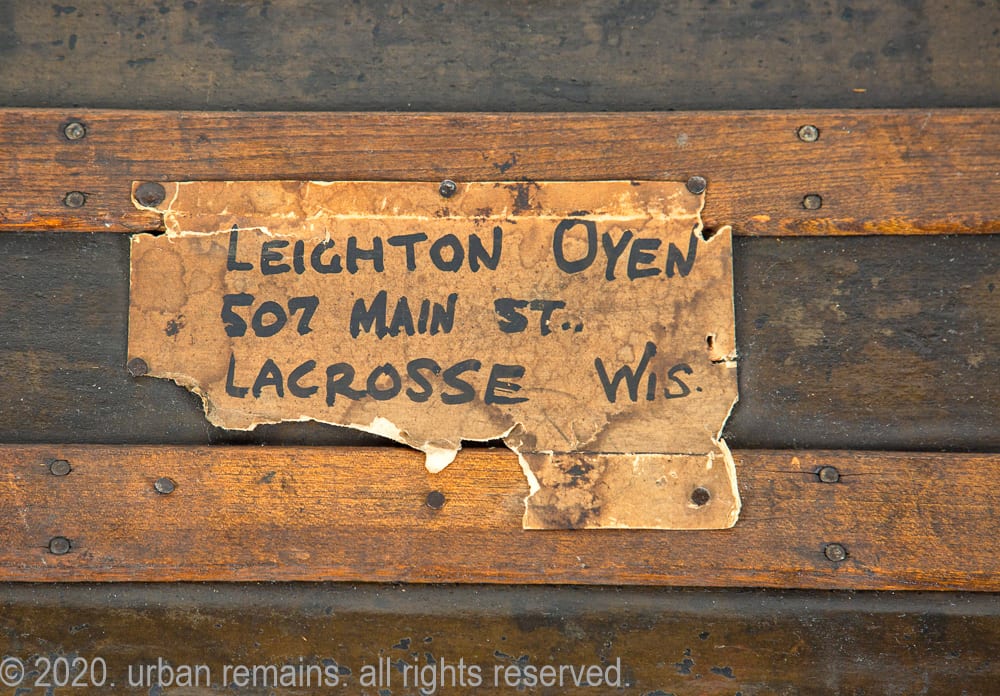 LEIGHTON OYEN
507 MAIN ST.,
LACROSSE WIS.
© 2020. urban remains. all rights reserved.